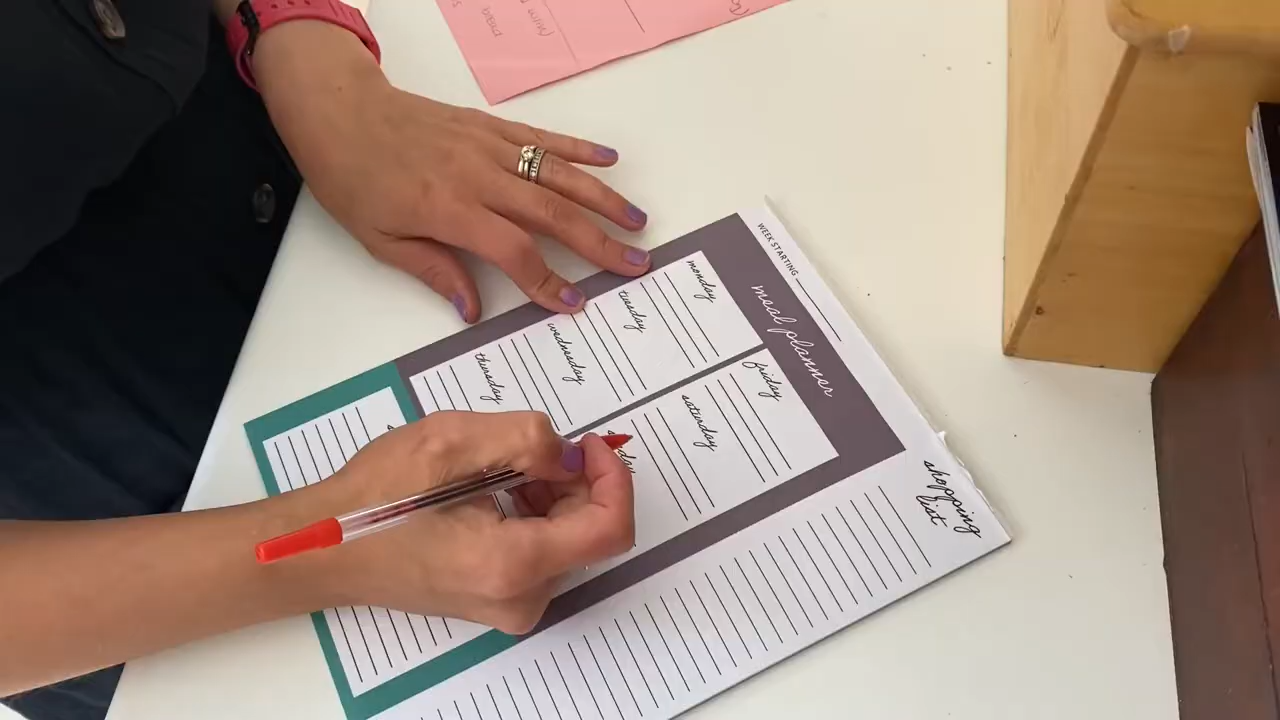 WEEK STARTING
meal planner
monday
tuesday
wednesday
thursday
friday
saturday
shopping
list